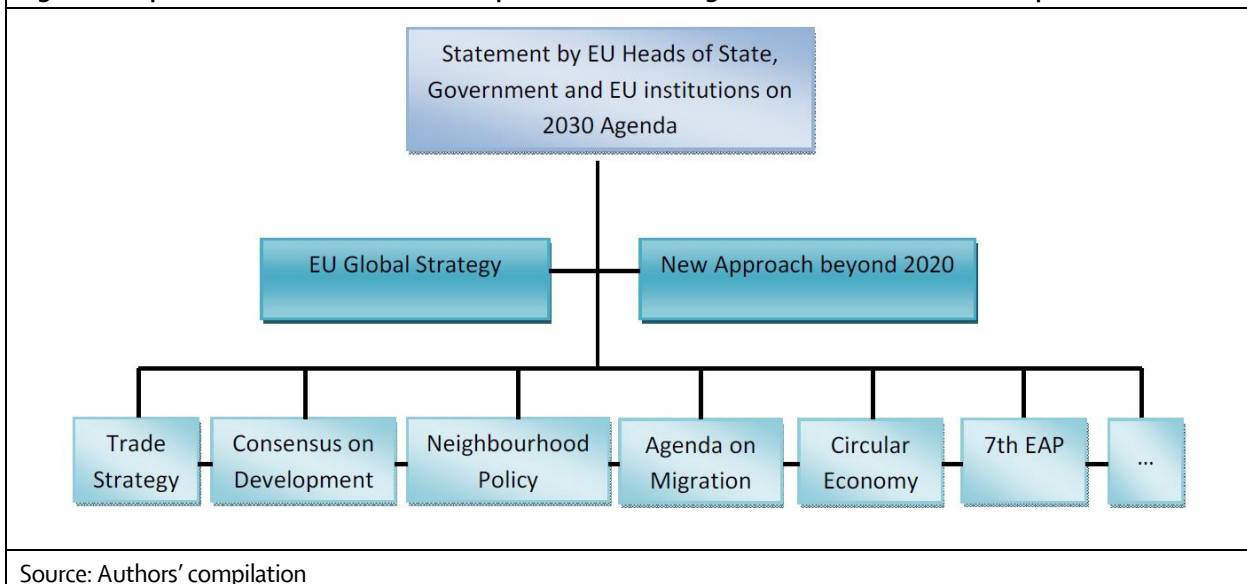 Statement by EU Heads of State,
Government and EU institutions on
2030 Agenda
EU Global Strategy
New Approach beyond 2020
Trade
Strategy
Consensus on
Development
Neighbourhood
Policy
Agenda on
Migration
Circular
Economy
7th EAP
...
Source: Authors’ compilation